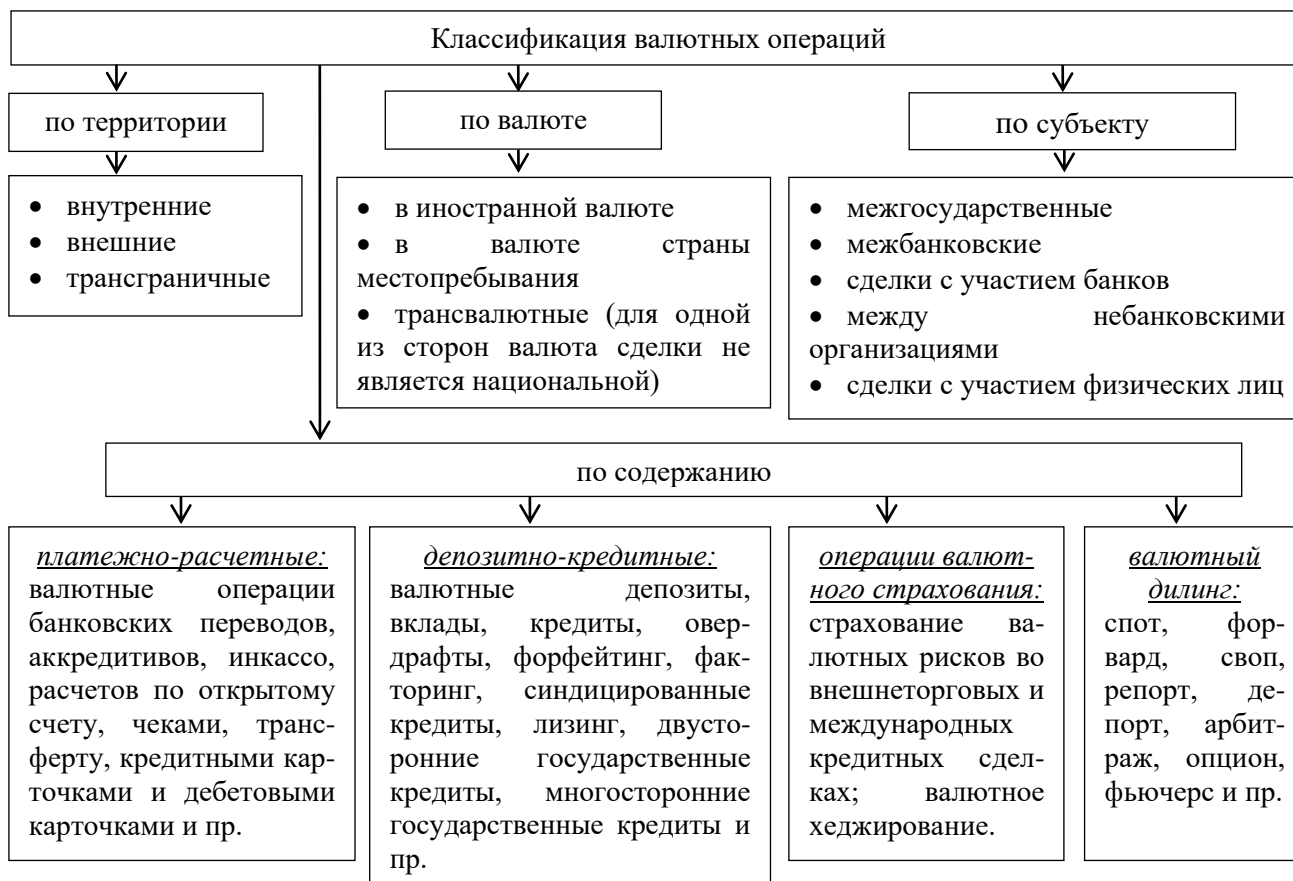 Классификация валютных операций
по территории
по валюте
по субъекту
• внутренние
• внешние
• трансграничные
• в иностранной валюте
• в валюте страны
местопребывания
• трансвалютные (для одной
из сторон валюта сделки не
является национальной)
• межгосударственные
• межбанковские
• сделки с участием банков
• между небанковскими
организациями
• сделки с участием физических лиц
по содержанию
платежно-расчетные:
валютные операции
банковских переводов,
аккредитивов, инкассо,
расчетов по открытому
счету, чеками, транс-
ферту, кредитными кар-
точками и дебетовыми
карточками и пр.
депозитно-кредитные:
валютные депозиты,
вклады, кредиты, овер-
драфты, форфейтинг, фак-
торинг, синдицированные
кредиты, лизинг, двусто-
ронние государственные
кредиты, многосторонние
государственные кредиты и
пр.
операции валют-
ного страхования:
страхование ва-
лютных рисков во
внешнеторговых и
международных
кредитных сдел-
ках; валютное
хеджирование.
валютный
дилинг:
спот, фор-
вард, своп,
репорт, де-
порт, арбит-
раж, опцион,
фьючерс и пр.